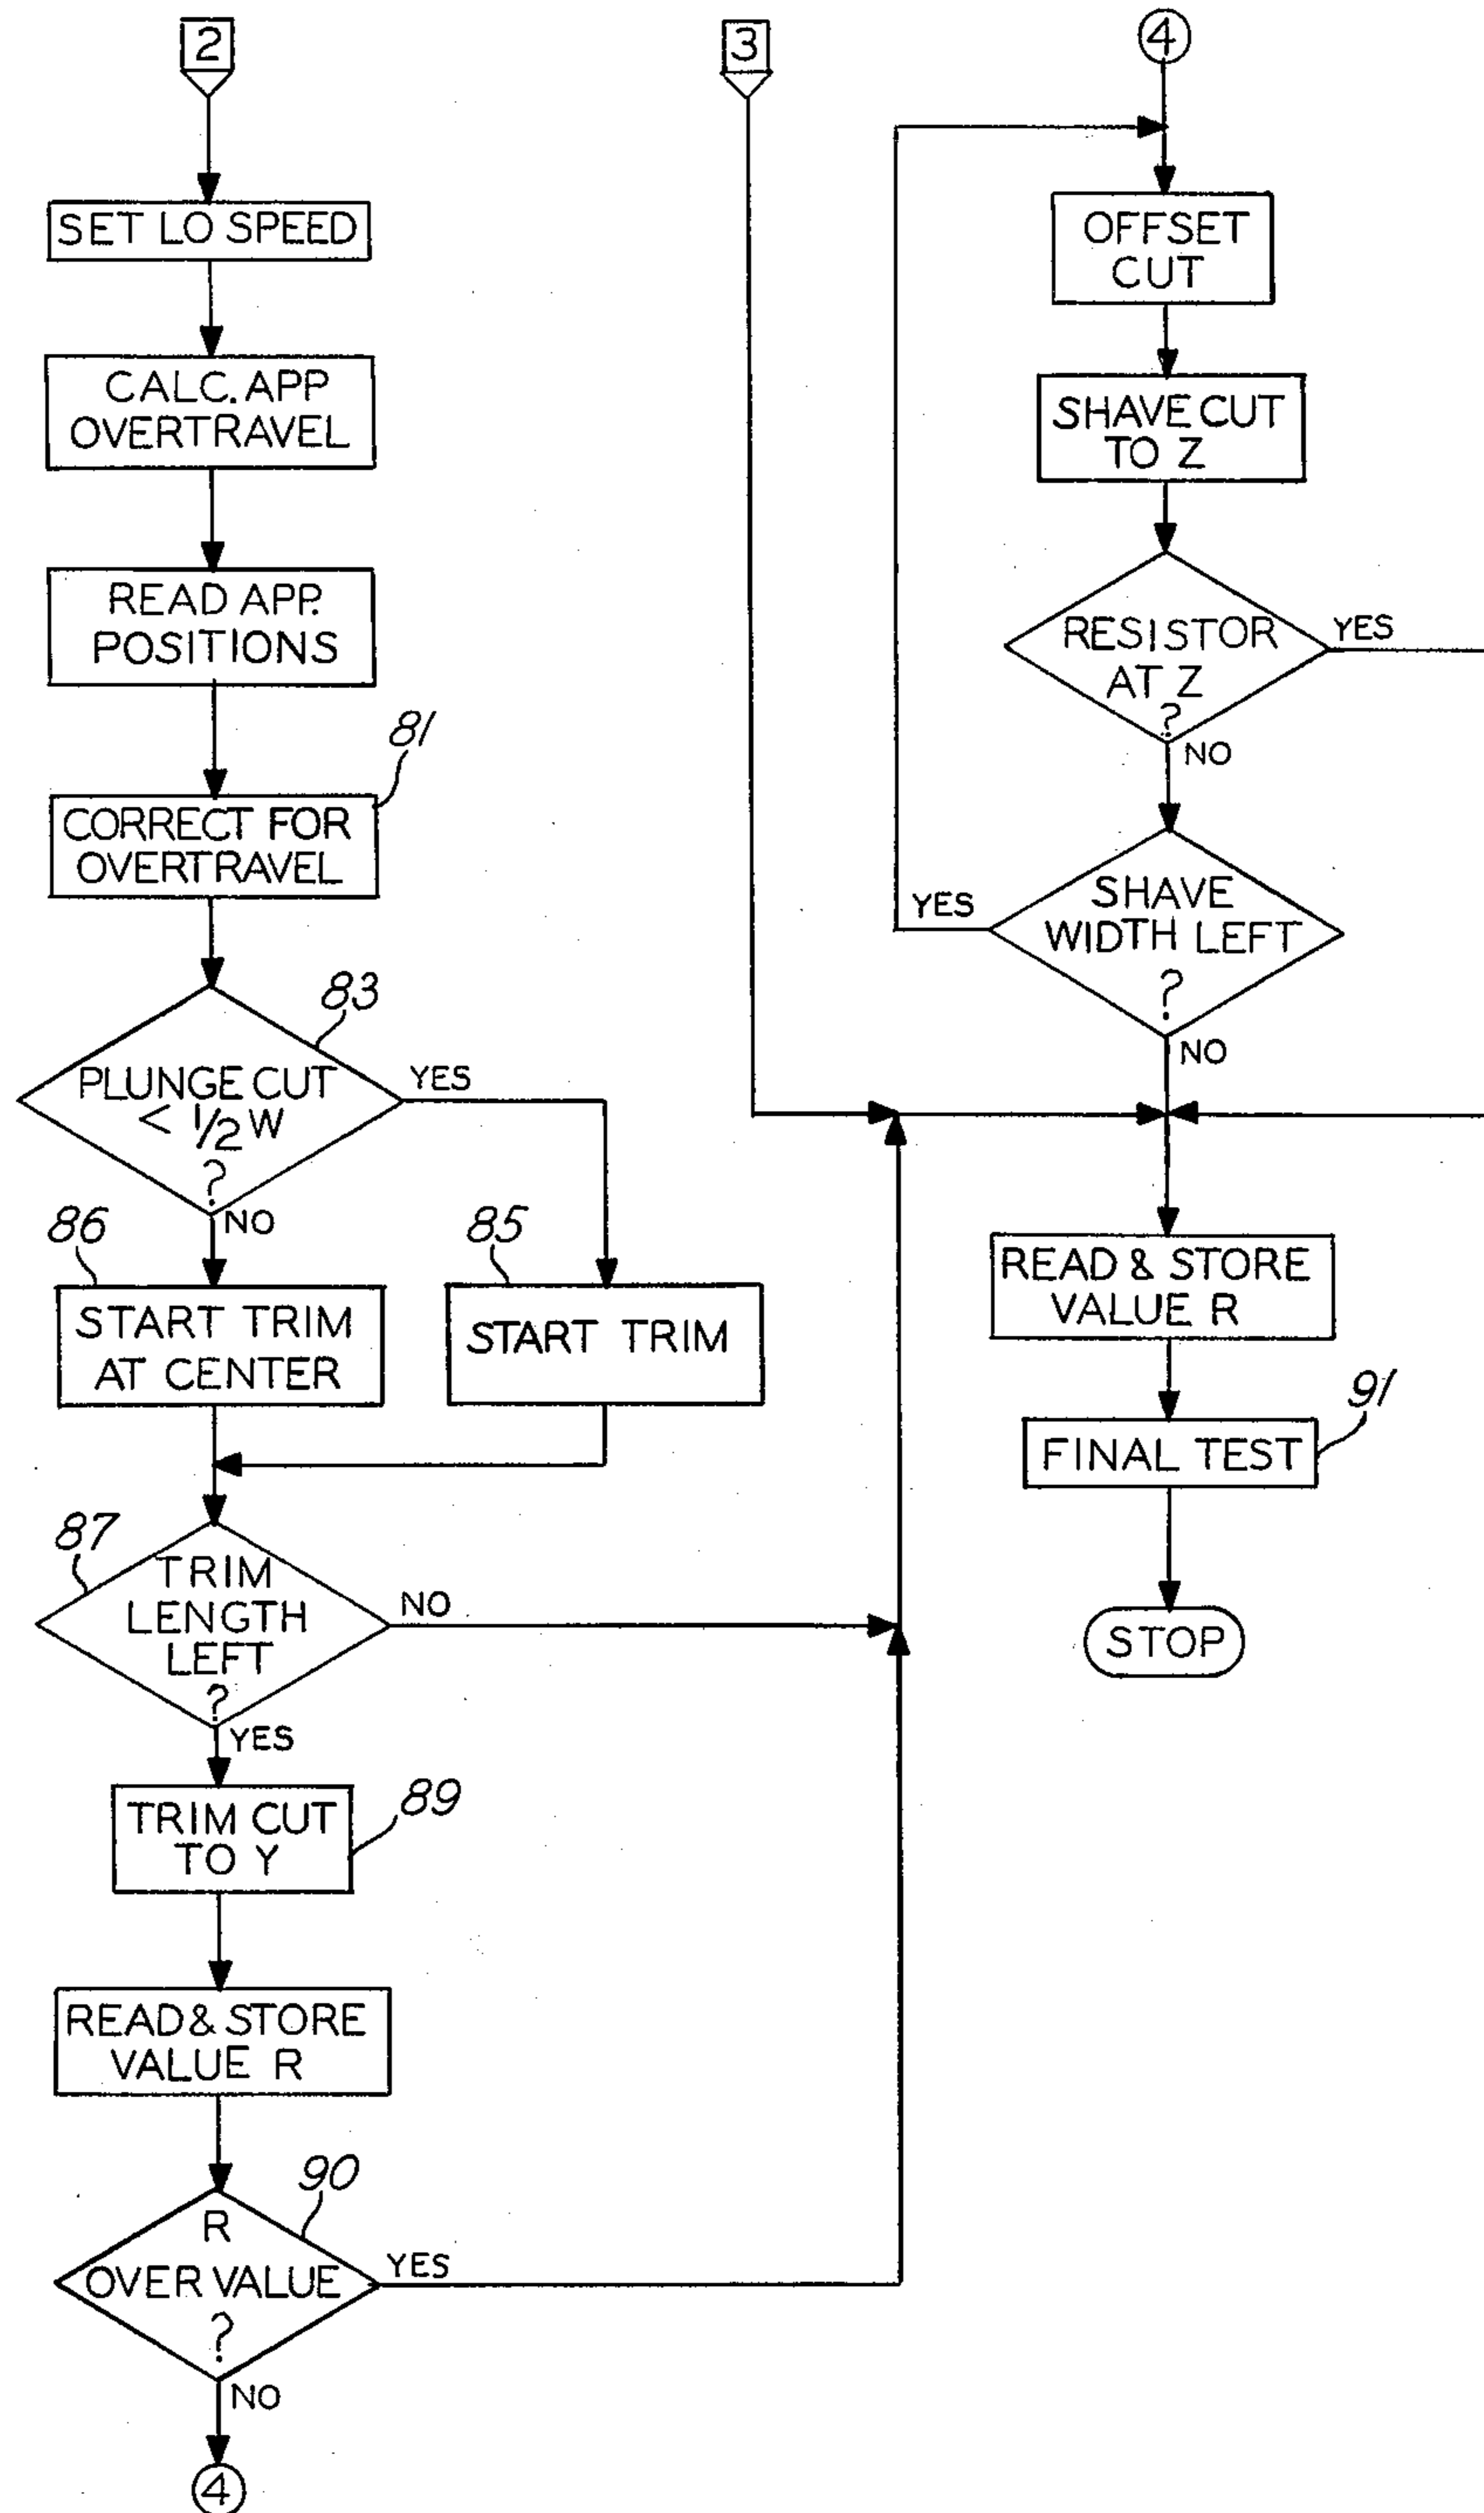 2
SET LO SPEED
CALC. APP
OVERTRAVEL
READ APP.
POSITIONS
81
CORRECT FOR
OVERTRAVEL
83
PLUNGE CUT
< 1/2 W
?
YES
NO
86
START TRIM
AT CENTER
85
START TRIM
87
TRIM
LENGTH
LEFT
?
NO
YES
TRIM CUT
TO Y
89
READ & STORE
VALUE R
90
R
OVER VALUE
?
YES
NO
4
3
4
OFFSET
CUT
SHAVE CUT
TO Z
RESISTOR
AT Z
?
YES
NO
SHAVE
WIDTH LEFT
?
YES
NO
READ & STORE
VALUE R
91
FINAL TEST
STOP